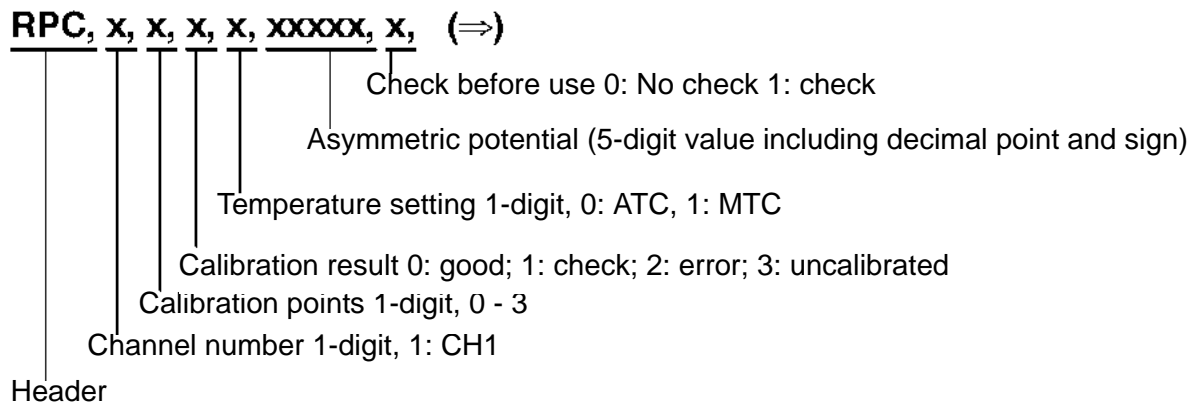 RPC, x, x, x, x, xxxxx, x, (⇒)
Check before use 0: No check 1: check
Asymmetric potential (5-digit value including decimal point and sign)
Temperature setting 1-digit, 0: ATC, 1: MTC
Calibration result 0: good; 1: check; 2: error; 3: uncalibrated
Calibration points 1-digit, 0 - 3
Channel number 1-digit, 1: CH1
Header